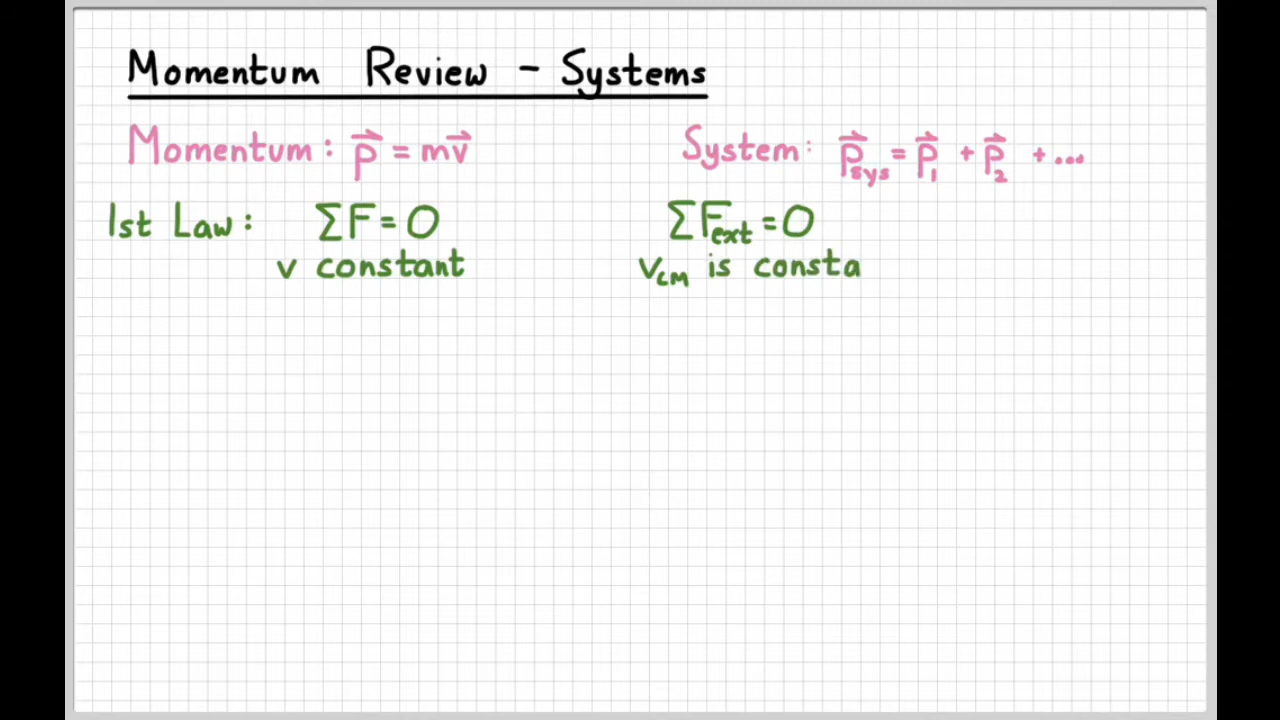 Momentum Review - Systems
Momentum: p⃗ = mv⃗
System: p⃗sys = p⃗1 + p⃗2 + ...
1st Law: ΣF = 0
v constant
ΣFext = 0
vCM is consta